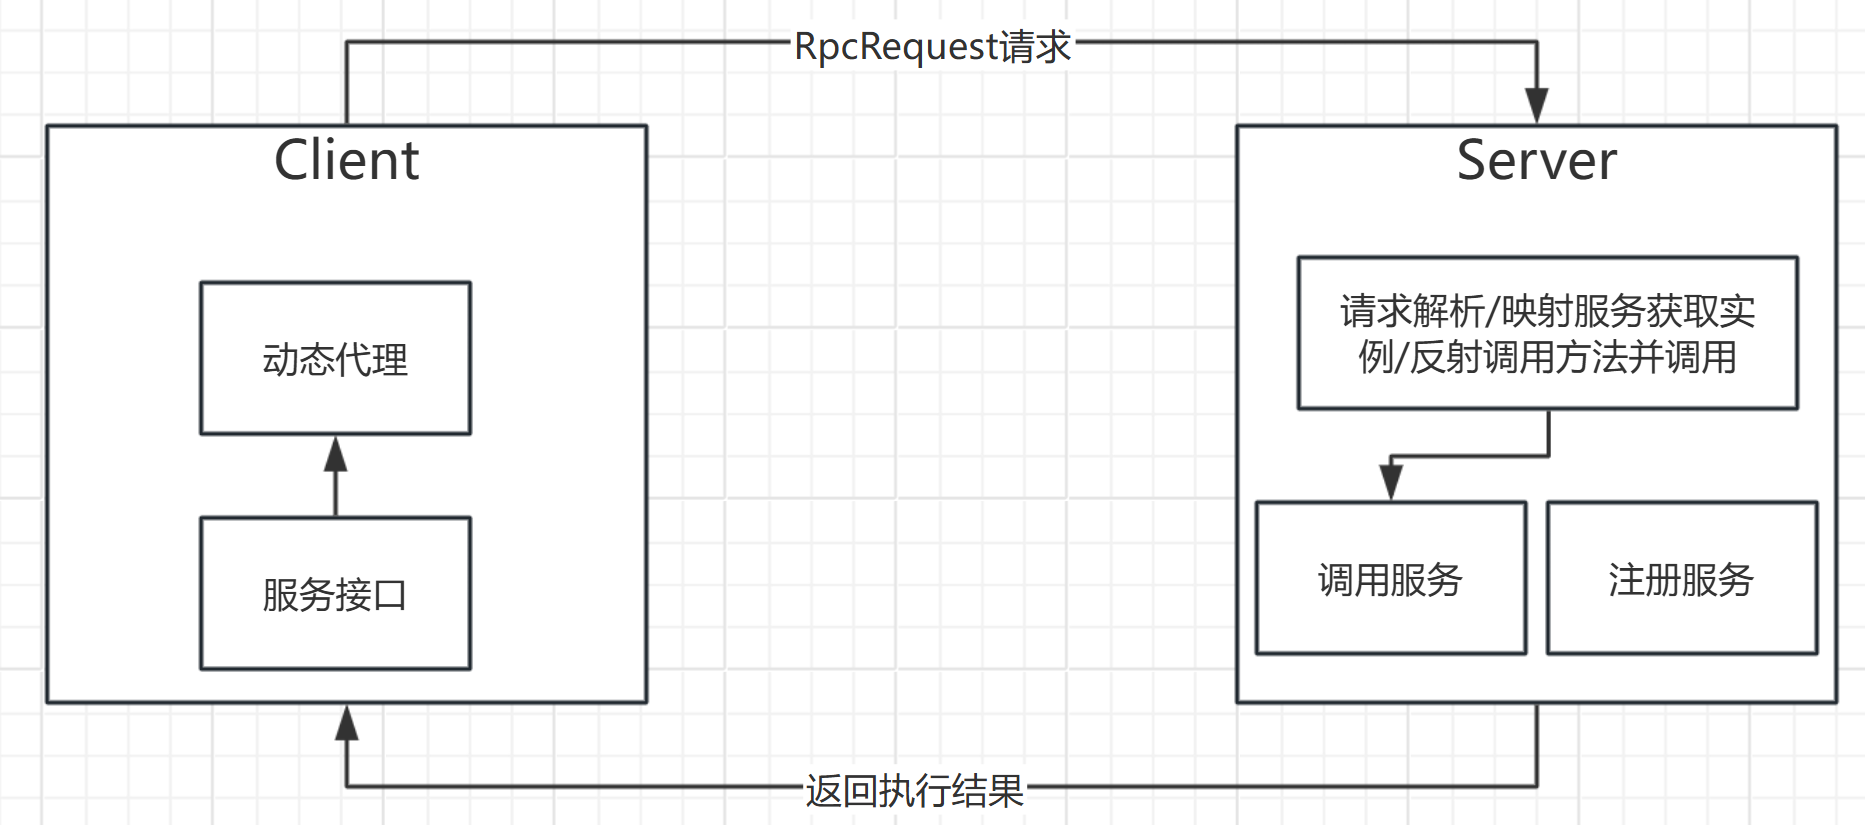 RpcRequest请求
Client
Server
动态代理
服务接口
请求解析/映射服务获取实
例/反射调用方法并调用
调用服务
注册服务
返回执行结果